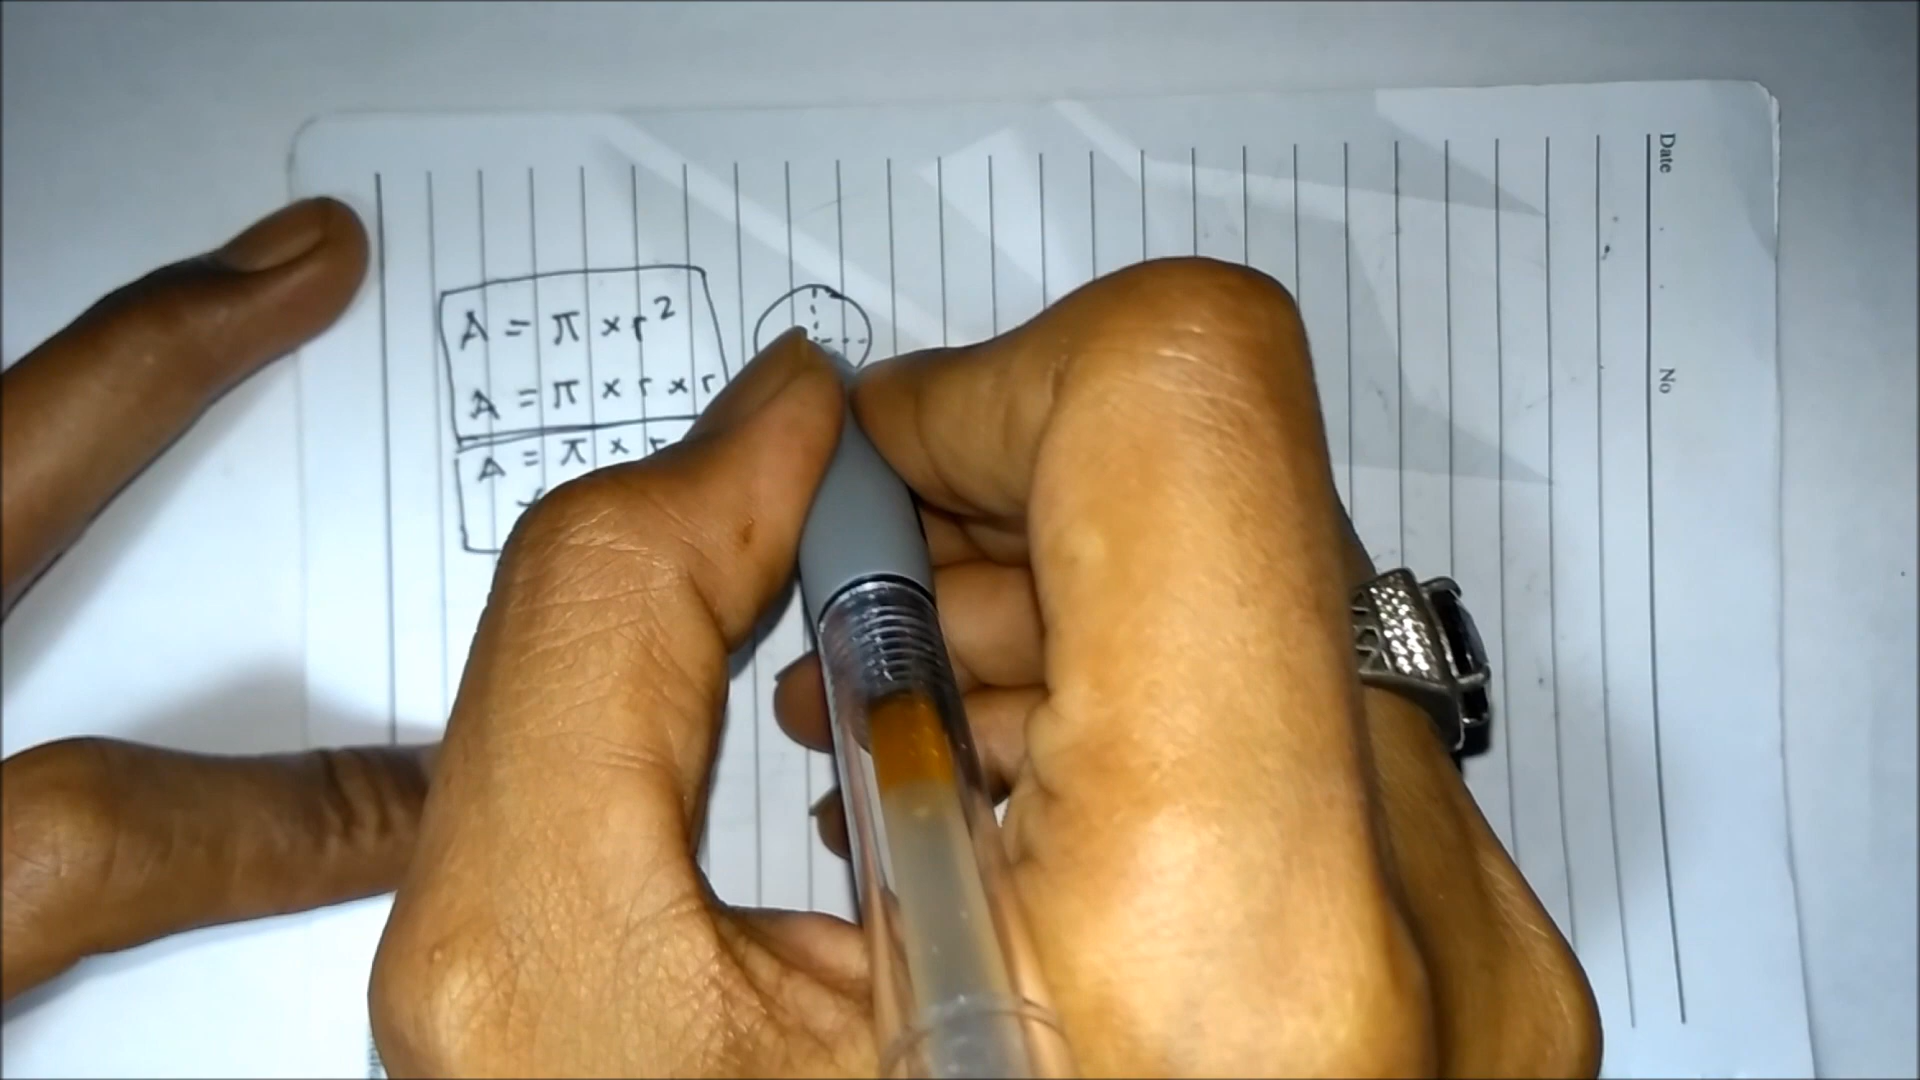 A = π × r²
A = π × r × r
A = π × r
Date
No